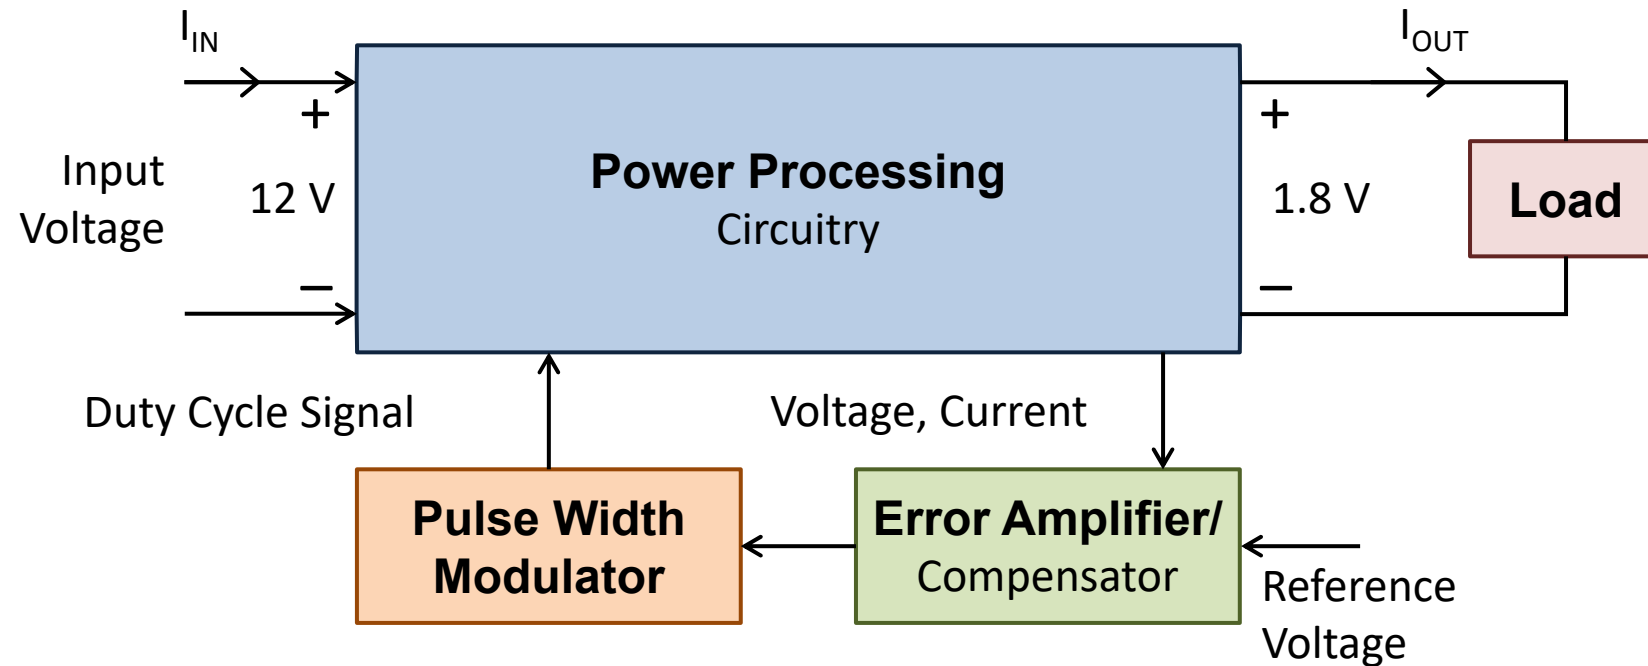 I_IN
I_OUT
+
+
Power Processing
Circuitry
Input
Voltage
12 V
1.8 V
Load
−
−
Duty Cycle Signal
Voltage, Current
Pulse Width
Modulator
Error Amplifier/
Compensator
Reference
Voltage